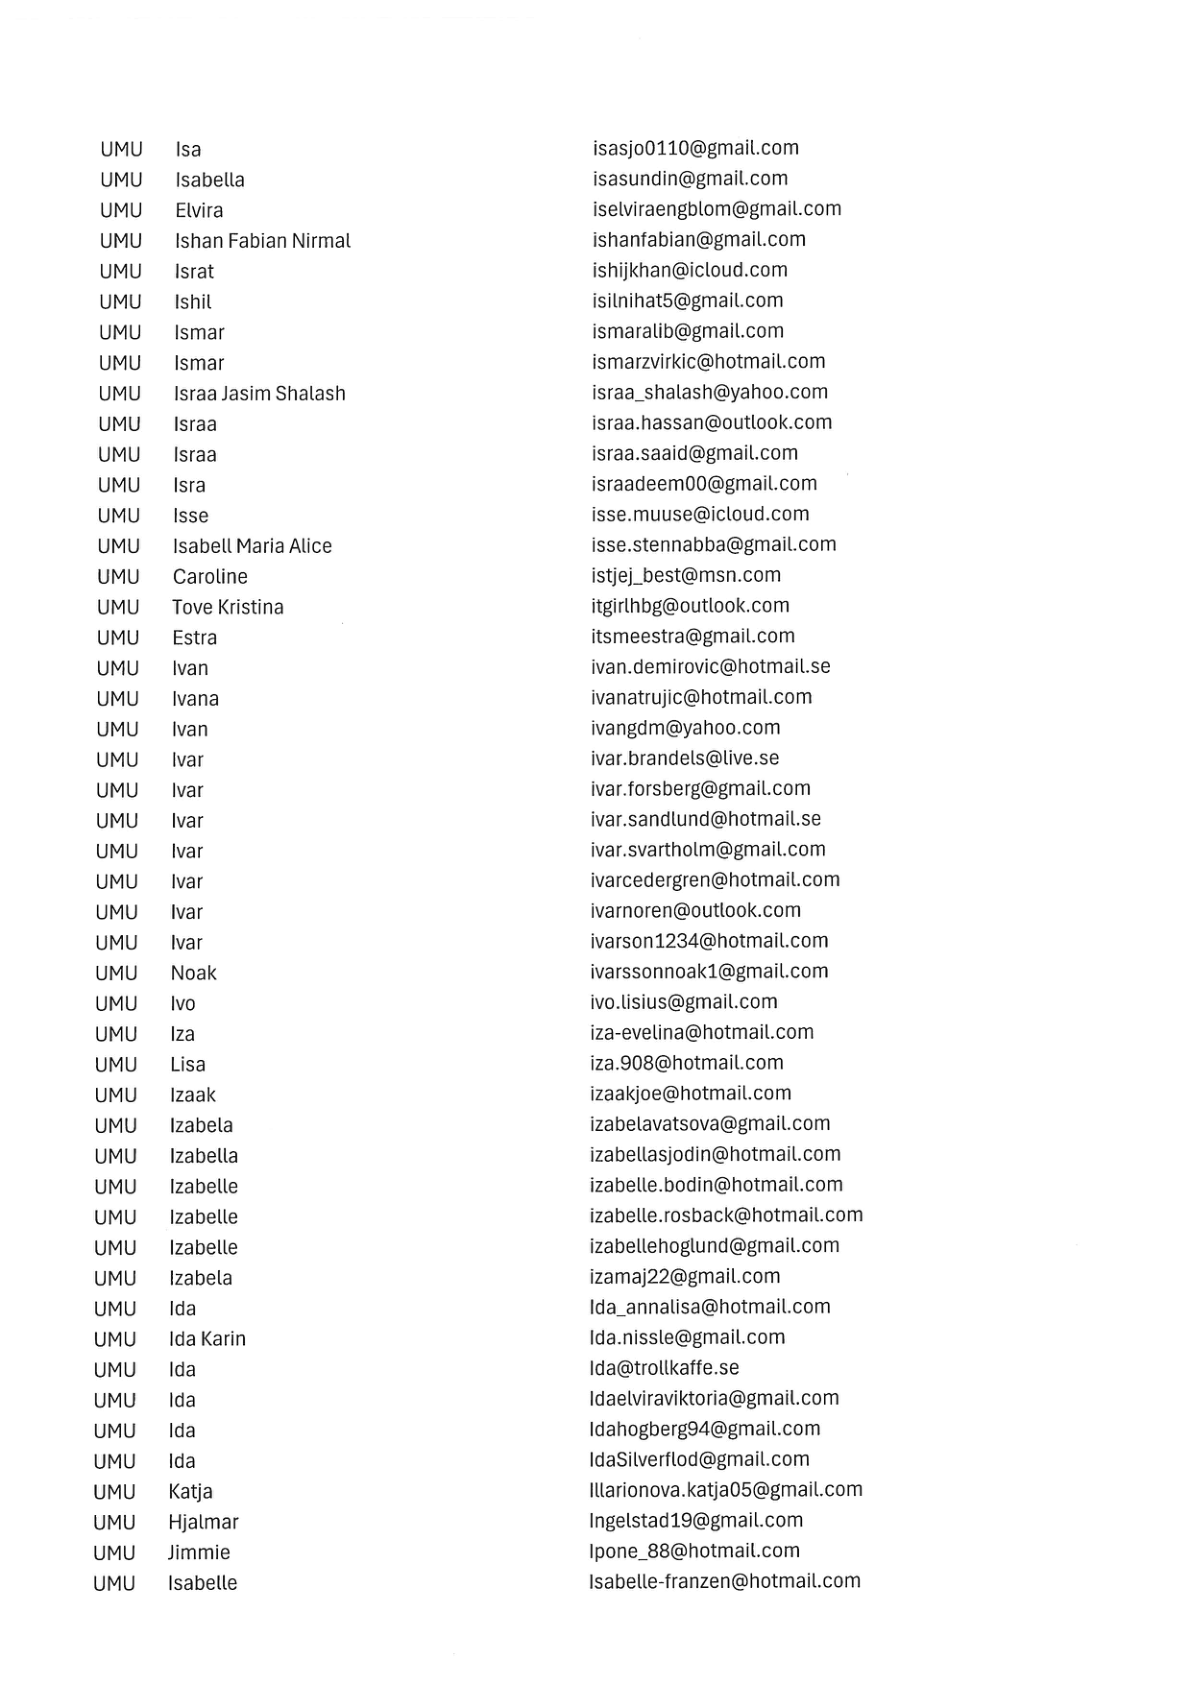 UMU Isa isasjo0110@gmail.com
UMU Isabella isasundin@gmail.com
UMU Elvira iselviraengblom@gmail.com
UMU Ishan Fabian Nirmal ishanfabian@gmail.com
UMU Israt ishijkhan@icloud.com
UMU Ishil isilnihat5@gmail.com
UMU Ismar ismaralib@gmail.com
UMU Ismar ismarzvirkic@hotmail.com
UMU Israa Jasim Shalash israa_shalash@yahoo.com
UMU Israa israa.hassan@outlook.com
UMU Israa israa.saaid@gmail.com
UMU Isra israadeem00@gmail.com
UMU Isse isse.muuse@icloud.com
UMU Isabell Maria Alice isse.stennabba@gmail.com
UMU Caroline istjej_best@msn.com
UMU Tove Kristina itgirlhbg@outlook.com
UMU Estra itsmeestra@gmail.com
UMU Ivan ivan.demirovic@hotmail.se
UMU Ivana ivanatrujic@hotmail.com
UMU Ivan ivangdm@yahoo.com
UMU Ivar ivar.brandels@live.se
UMU Ivar ivar.forsberg@gmail.com
UMU Ivar ivar.sandlund@hotmail.se
UMU Ivar ivar.svartholm@gmail.com
UMU Ivar ivarcedergren@hotmail.com
UMU Ivar ivarnoren@outlook.com
UMU Ivar ivarson1234@hotmail.com
UMU Noak ivarssonnoak1@gmail.com
UMU Ivo ivo.lisius@gmail.com
UMU Iza iza-evelina@hotmail.com
UMU Lisa iza.908@hotmail.com
UMU Izaak izaakjoe@hotmail.com
UMU Izabela izabelavatsova@gmail.com
UMU Izabella izabellasjodin@hotmail.com
UMU Izabelle izabelle.bodin@hotmail.com
UMU Izabelle izabelle.rosback@hotmail.com
UMU Izabelle izabellehoglund@gmail.com
UMU Izabela izamaj22@gmail.com
UMU Ida Ida_annalisa@hotmail.com
UMU Ida Karin Ida.nissle@gmail.com
UMU Ida Ida@trollkaffe.se
UMU Ida Idaelviraviktoria@gmail.com
UMU Ida Idahogberg94@gmail.com
UMU Ida IdaSilverflod@gmail.com
UMU Katja Illarionova.katja05@gmail.com
UMU Hjalmar Ingelstad19@gmail.com
UMU Jimmie Ipone_88@hotmail.com
UMU Isabelle Isabelle-franzen@hotmail.com